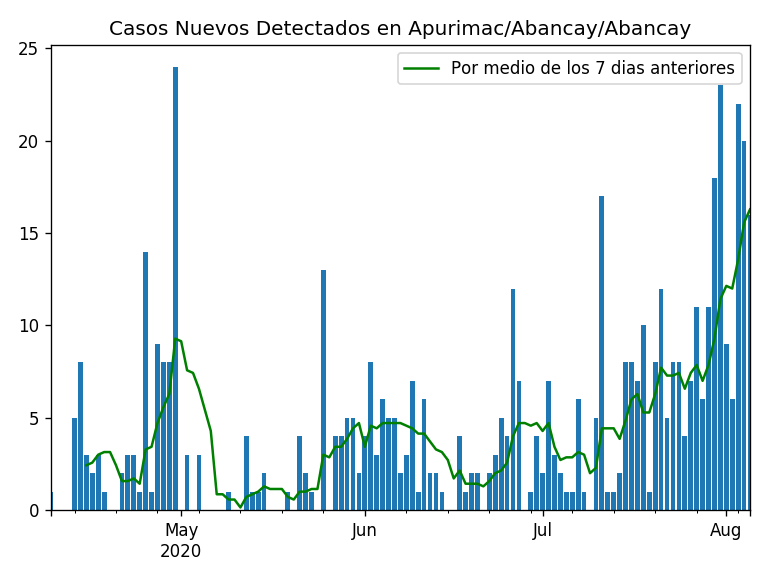 Casos Nuevos Detectados en Apurimac/Abancay/Abancay
Por medio de los 7 dias anteriores
25
20
15
10
5
0
May
2020
Jun
Jul
Aug